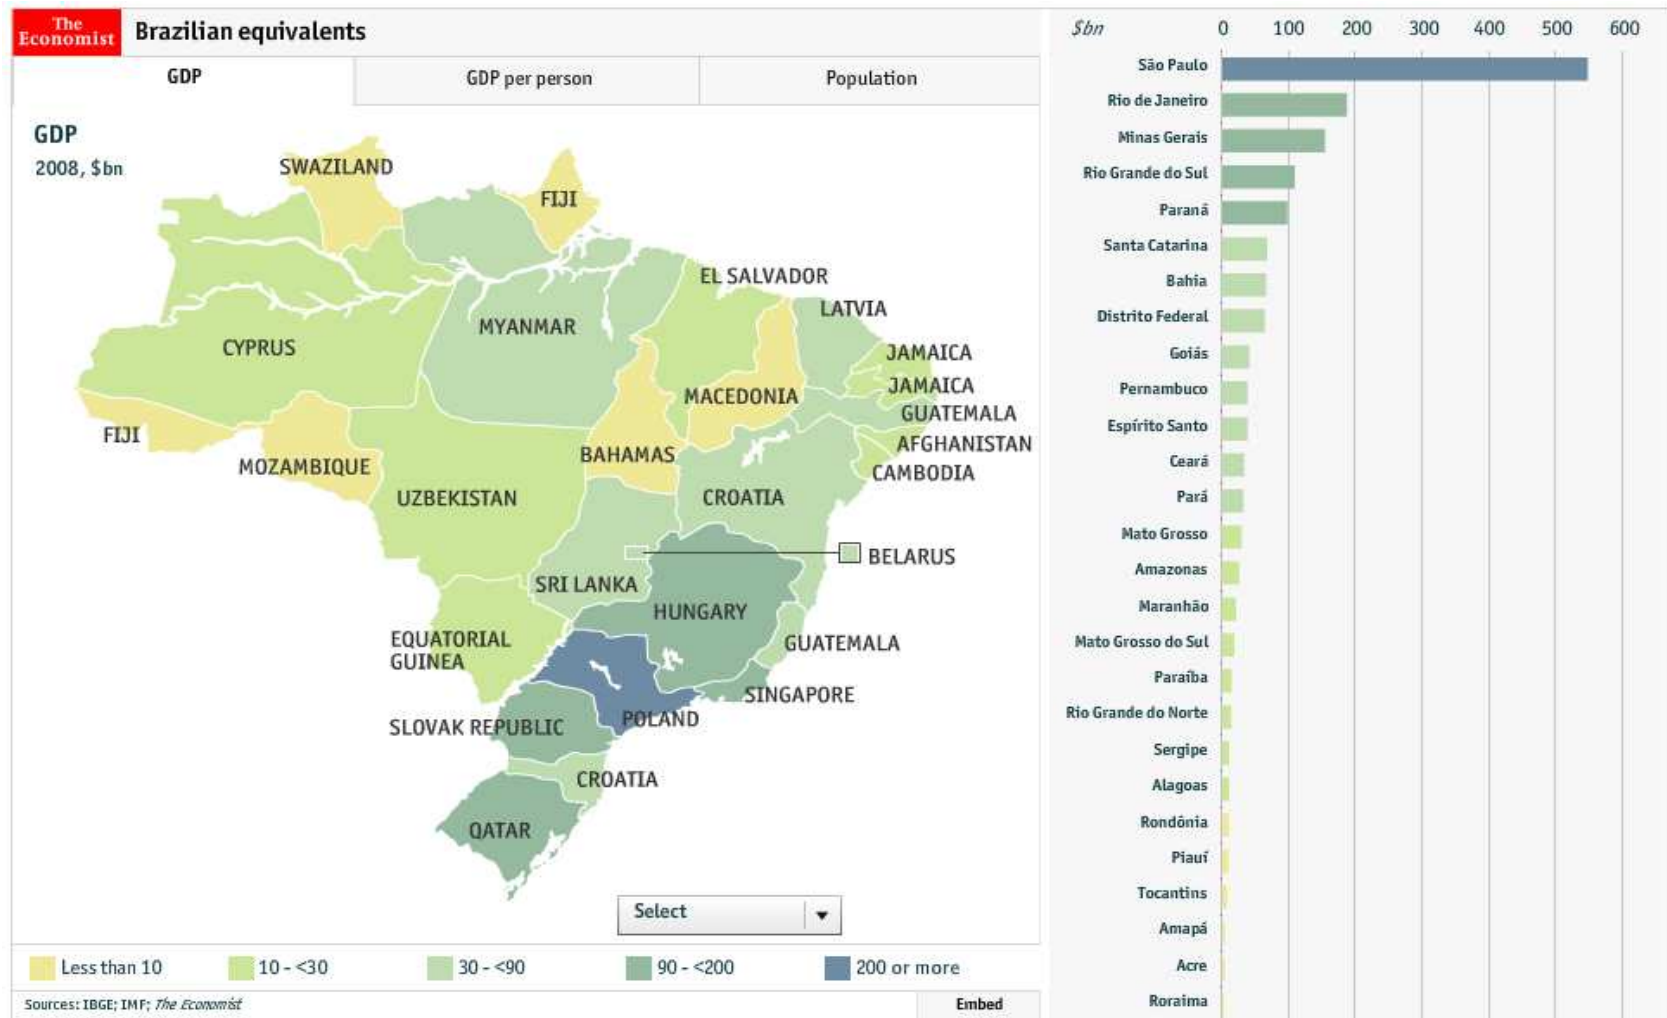 The
Economist
Brazilian equivalents
GDP
GDP per person
Population
GDP
2008, $bn
SWAZILAND
FIJI
EL SALVADOR
LATVIA
MYANMAR
CYPRUS
JAMAICA
JAMAICA
MACEDONIA
GUATEMALA
FIJI
AFGHANISTAN
BAHAMAS
MOZAMBIQUE
CAMBODIA
UZBEKISTAN
CROATIA
BELARUS
SRI LANKA
HUNGARY
EQUATORIAL
GUINEA
GUATEMALA
SINGAPORE
POLAND
SLOVAK REPUBLIC
CROATIA
QATAR
Select
Less than 10
10 - <30
30 - <90
90 - <200
200 or more
Sources: IBGE; IMF; The Economist
Embed
$bn
0 100 200 300 400 500 600
São Paulo
Rio de Janeiro
Minas Gerais
Rio Grande do Sul
Paraná
Santa Catarina
Bahia
Distrito Federal
Goiás
Pernambuco
Espírito Santo
Ceará
Pará
Mato Grosso
Amazonas
Maranhão
Mato Grosso do Sul
Paraíba
Rio Grande do Norte
Sergipe
Alagoas
Rondônia
Piauí
Tocantins
Amapá
Acre
Roraima